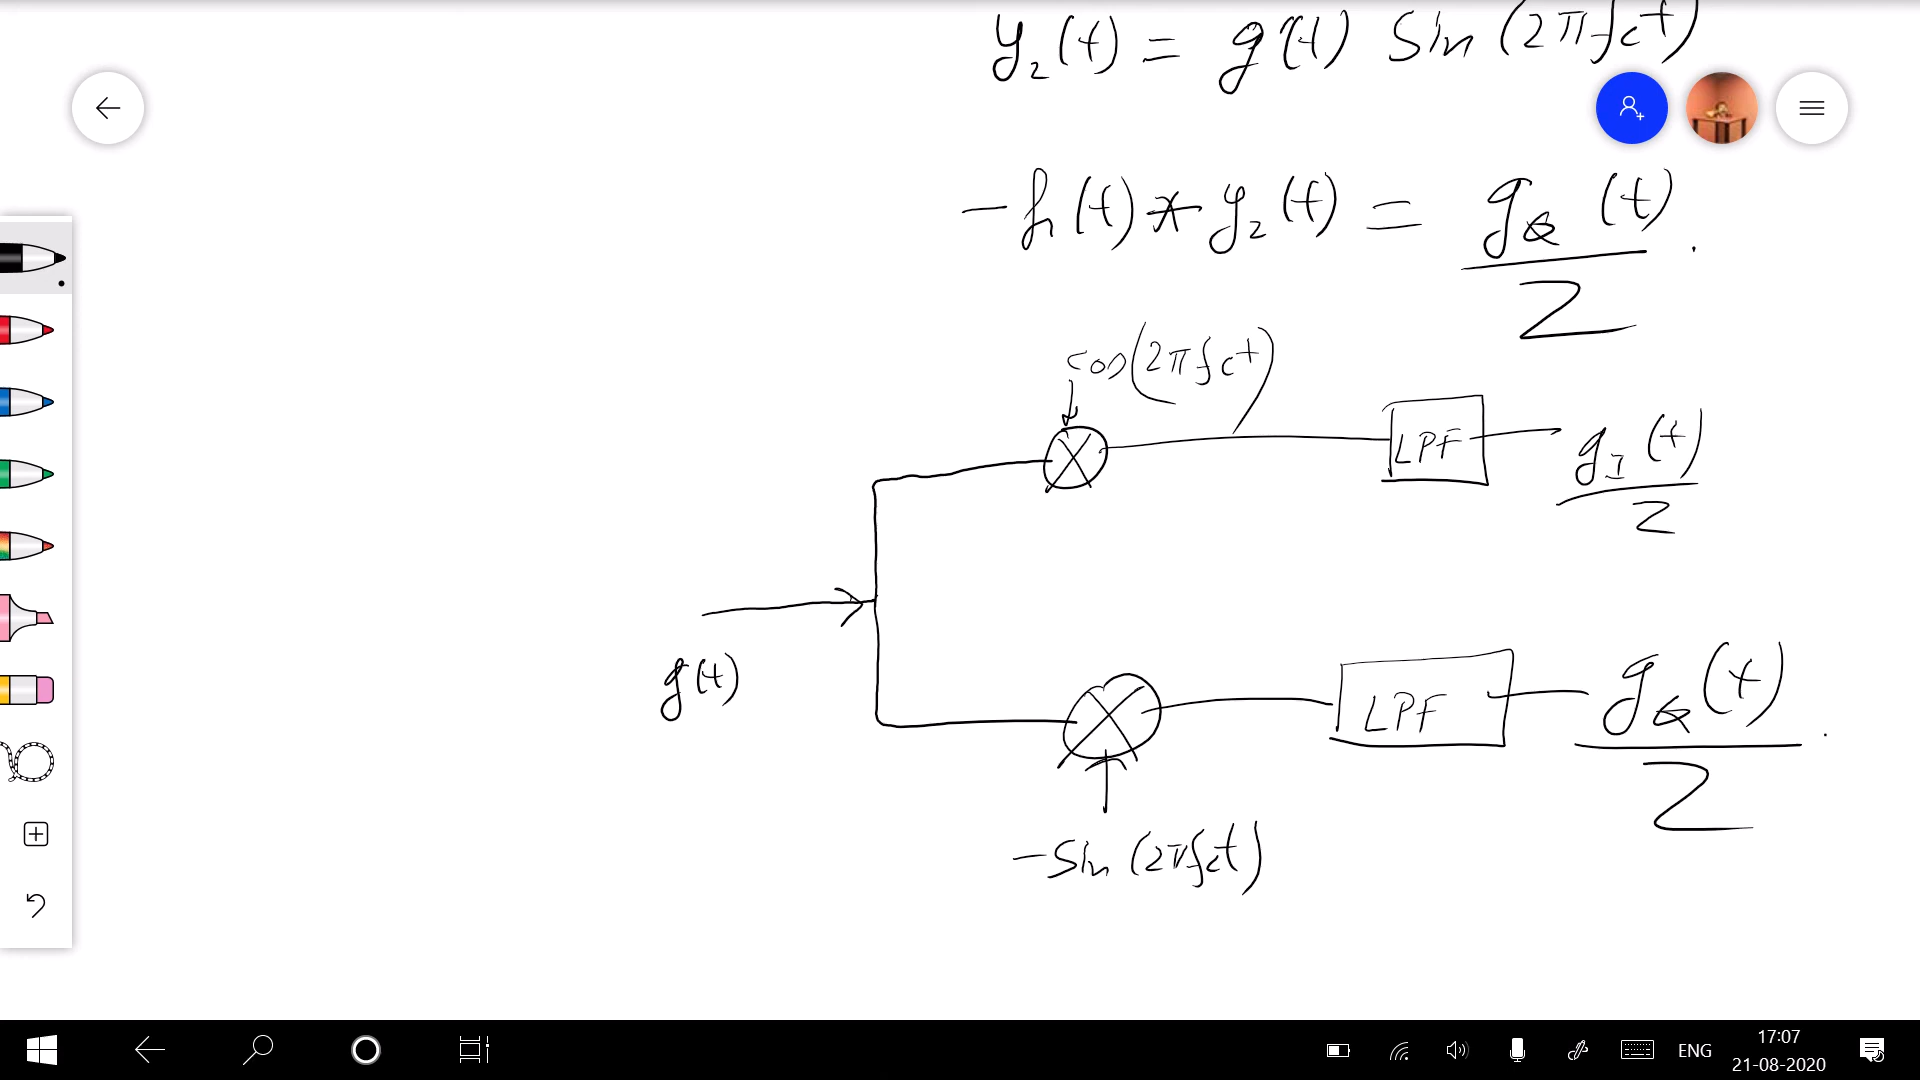 y₂(t) = g(t) sin(2πfct)
-h(t)*y₂(t) = gQ(t)
2
cos(2πfct)
LPF
gI(t)
2
g(t)
LPF
gQ(t)
2
-sin(2πfct)
ENG
17:07
21-08-2020